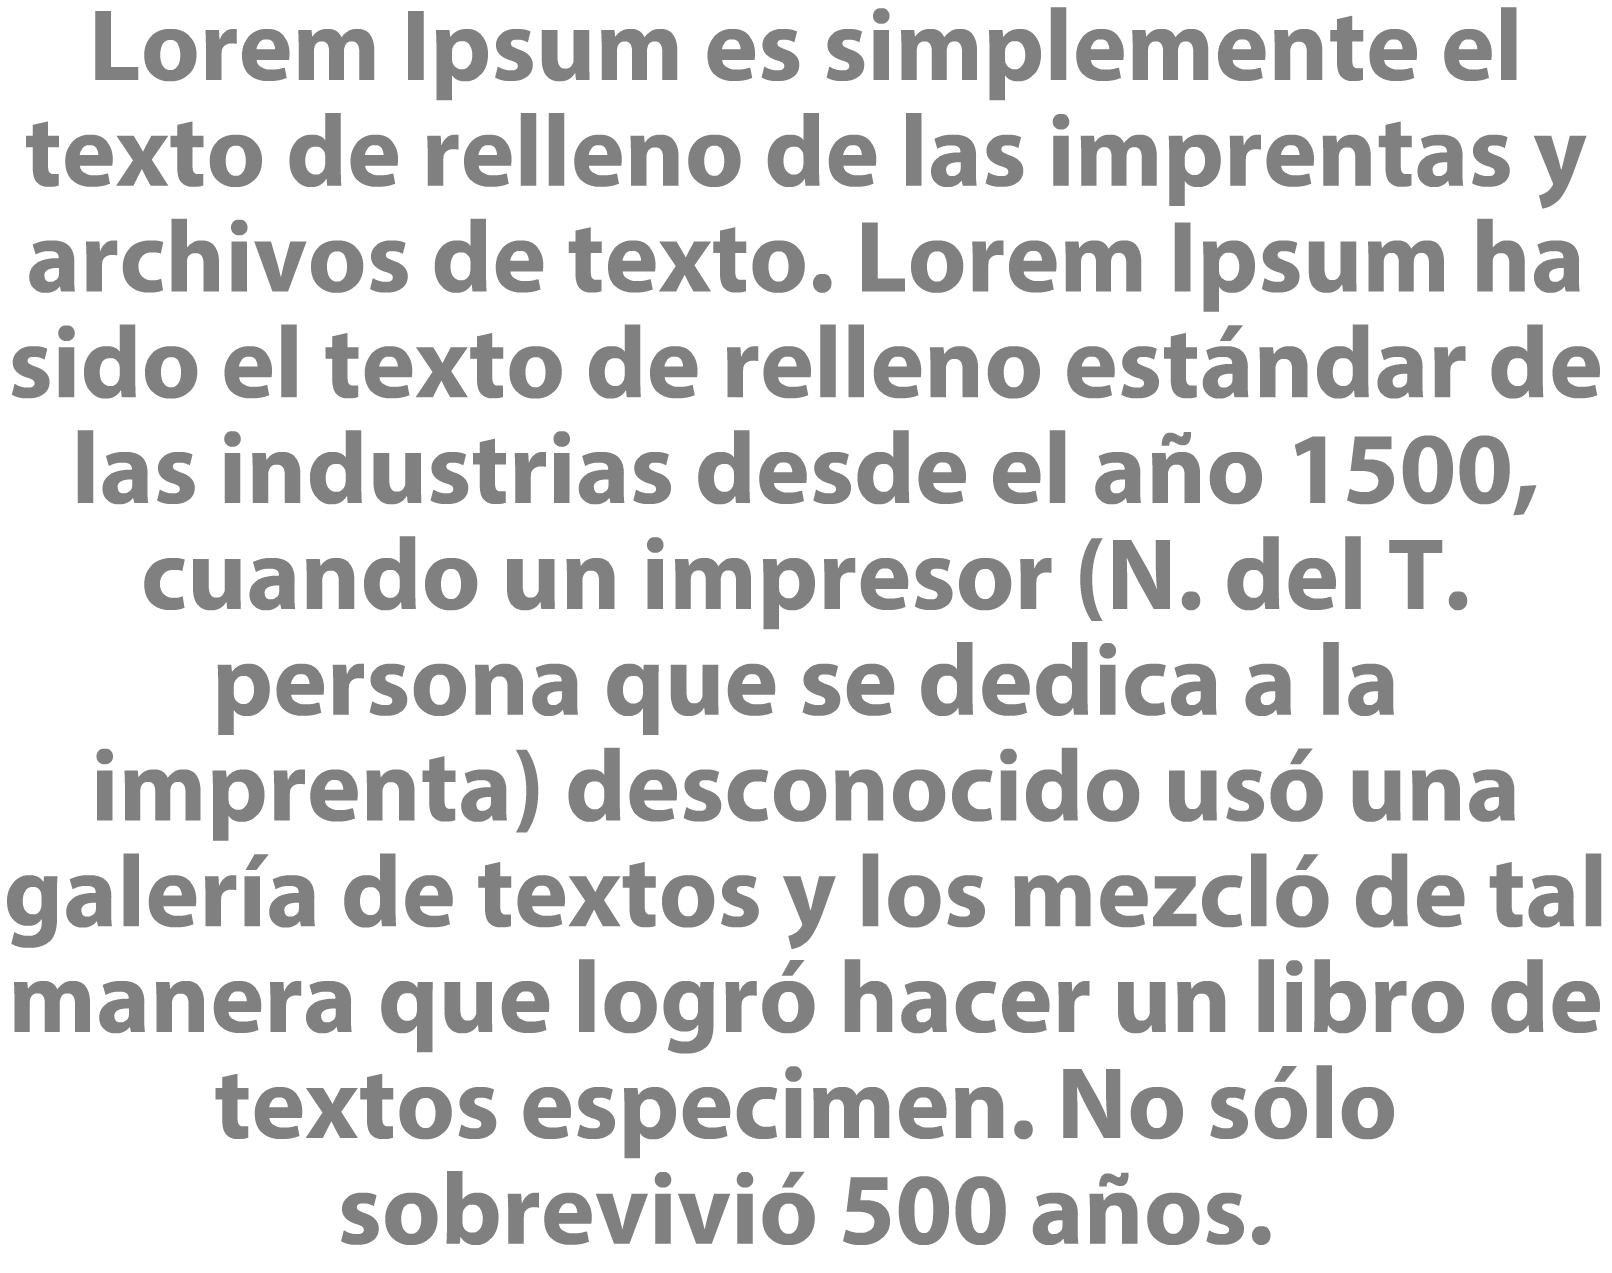 Lorem Ipsum es simplemente el
texto de relleno de las imprentas y
archivos de texto. Lorem Ipsum ha
sido el texto de relleno estándar de
las industrias desde el año 1500,
cuando un impresor (N. del T.
persona que se dedica a la
imprenta) desconocido usó una
galería de textos y los mezcló de tal
manera que logró hacer un libro de
textos especimen. No sólo
sobrevivió 500 años.